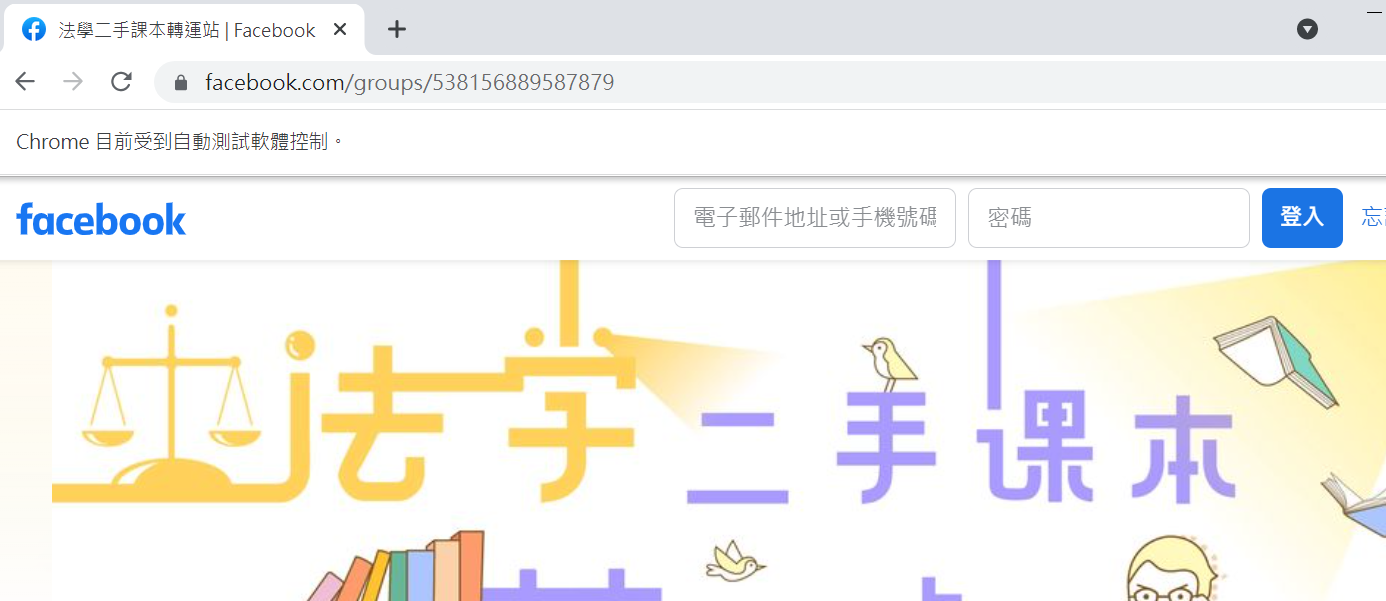 法學二手課本轉運站 | Facebook
facebook.com/groups/538156889587879
Chrome 目前受到自動測試軟體控制。
facebook
電子郵件地址或手機號碼
密碼
登入
忘
法学二手课本